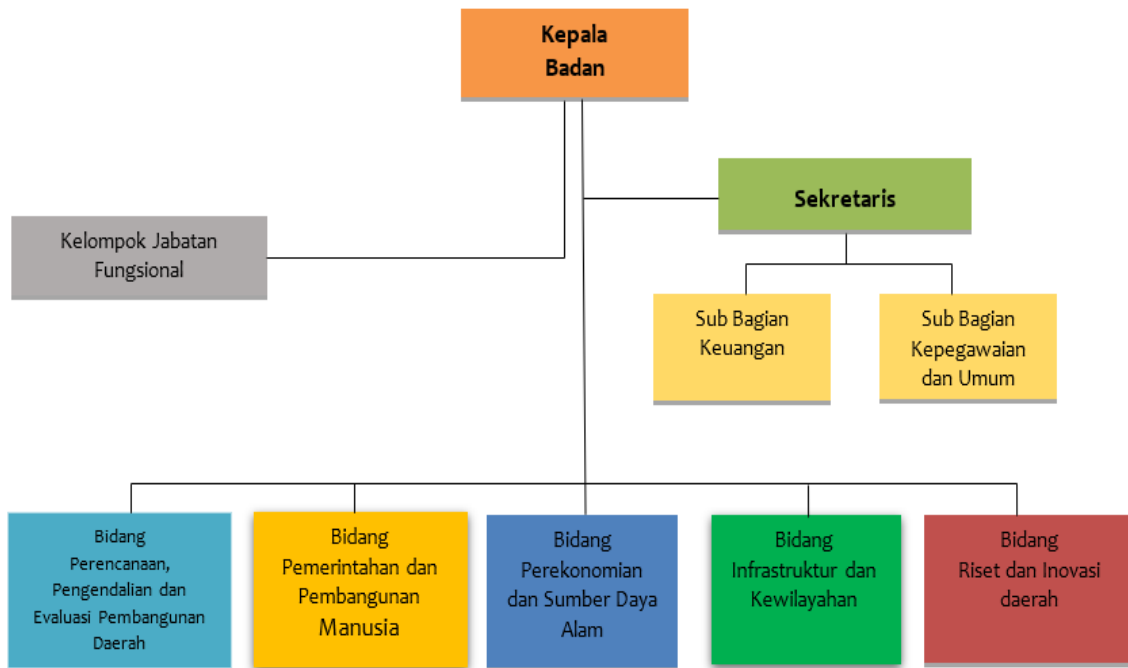 Kepala
Badan
Sekretaris
Kelompok Jabatan
Fungsional
Sub Bagian
Keuangan
Sub Bagian
Kepegawaian
dan Umum
Bidang
Perencanaan,
Pengendalian dan
Evaluasi Pembangunan
Daerah
Bidang
Pemerintahan dan
Pembangunan
Manusia
Bidang
Perekonomian
dan Sumber Daya
Alam
Bidang
Infrastruktur dan
Kewilayahan
Bidang
Riset dan Inovasi
daerah